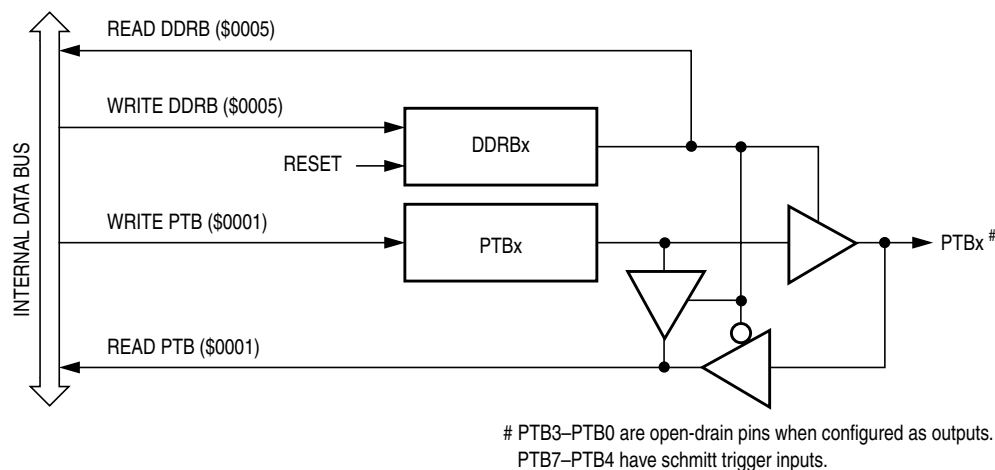 READ DDRB ($0005)
WRITE DDRB ($0005)
RESET
DDRBx
WRITE PTB ($0001)
PTBx
PTBx #
READ PTB ($0001)
INTERNAL DATA BUS
# PTB3–PTB0 are open-drain pins when configured as outputs.
PTB7–PTB4 have schmitt trigger inputs.